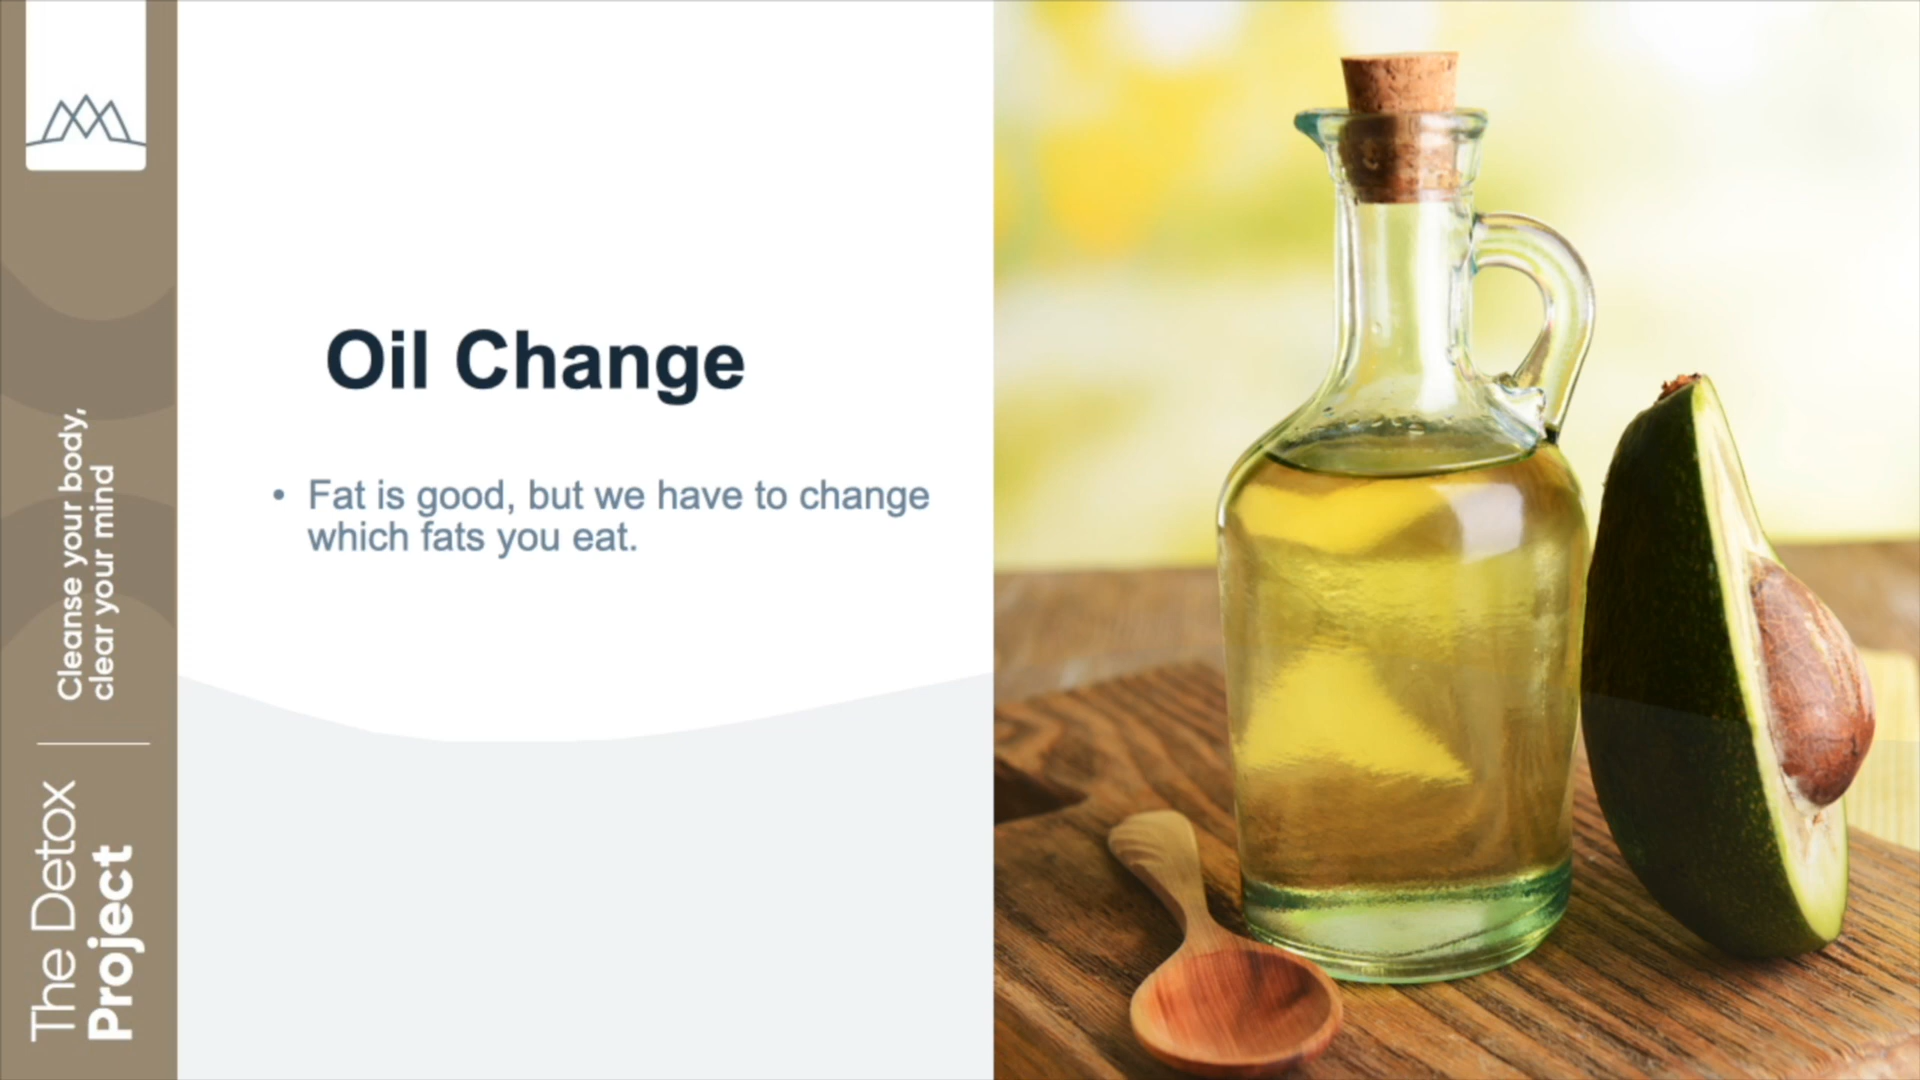 Oil Change
• Fat is good, but we have to change
which fats you eat.
Cleanse your body,
clear your mind
The Detox
Project